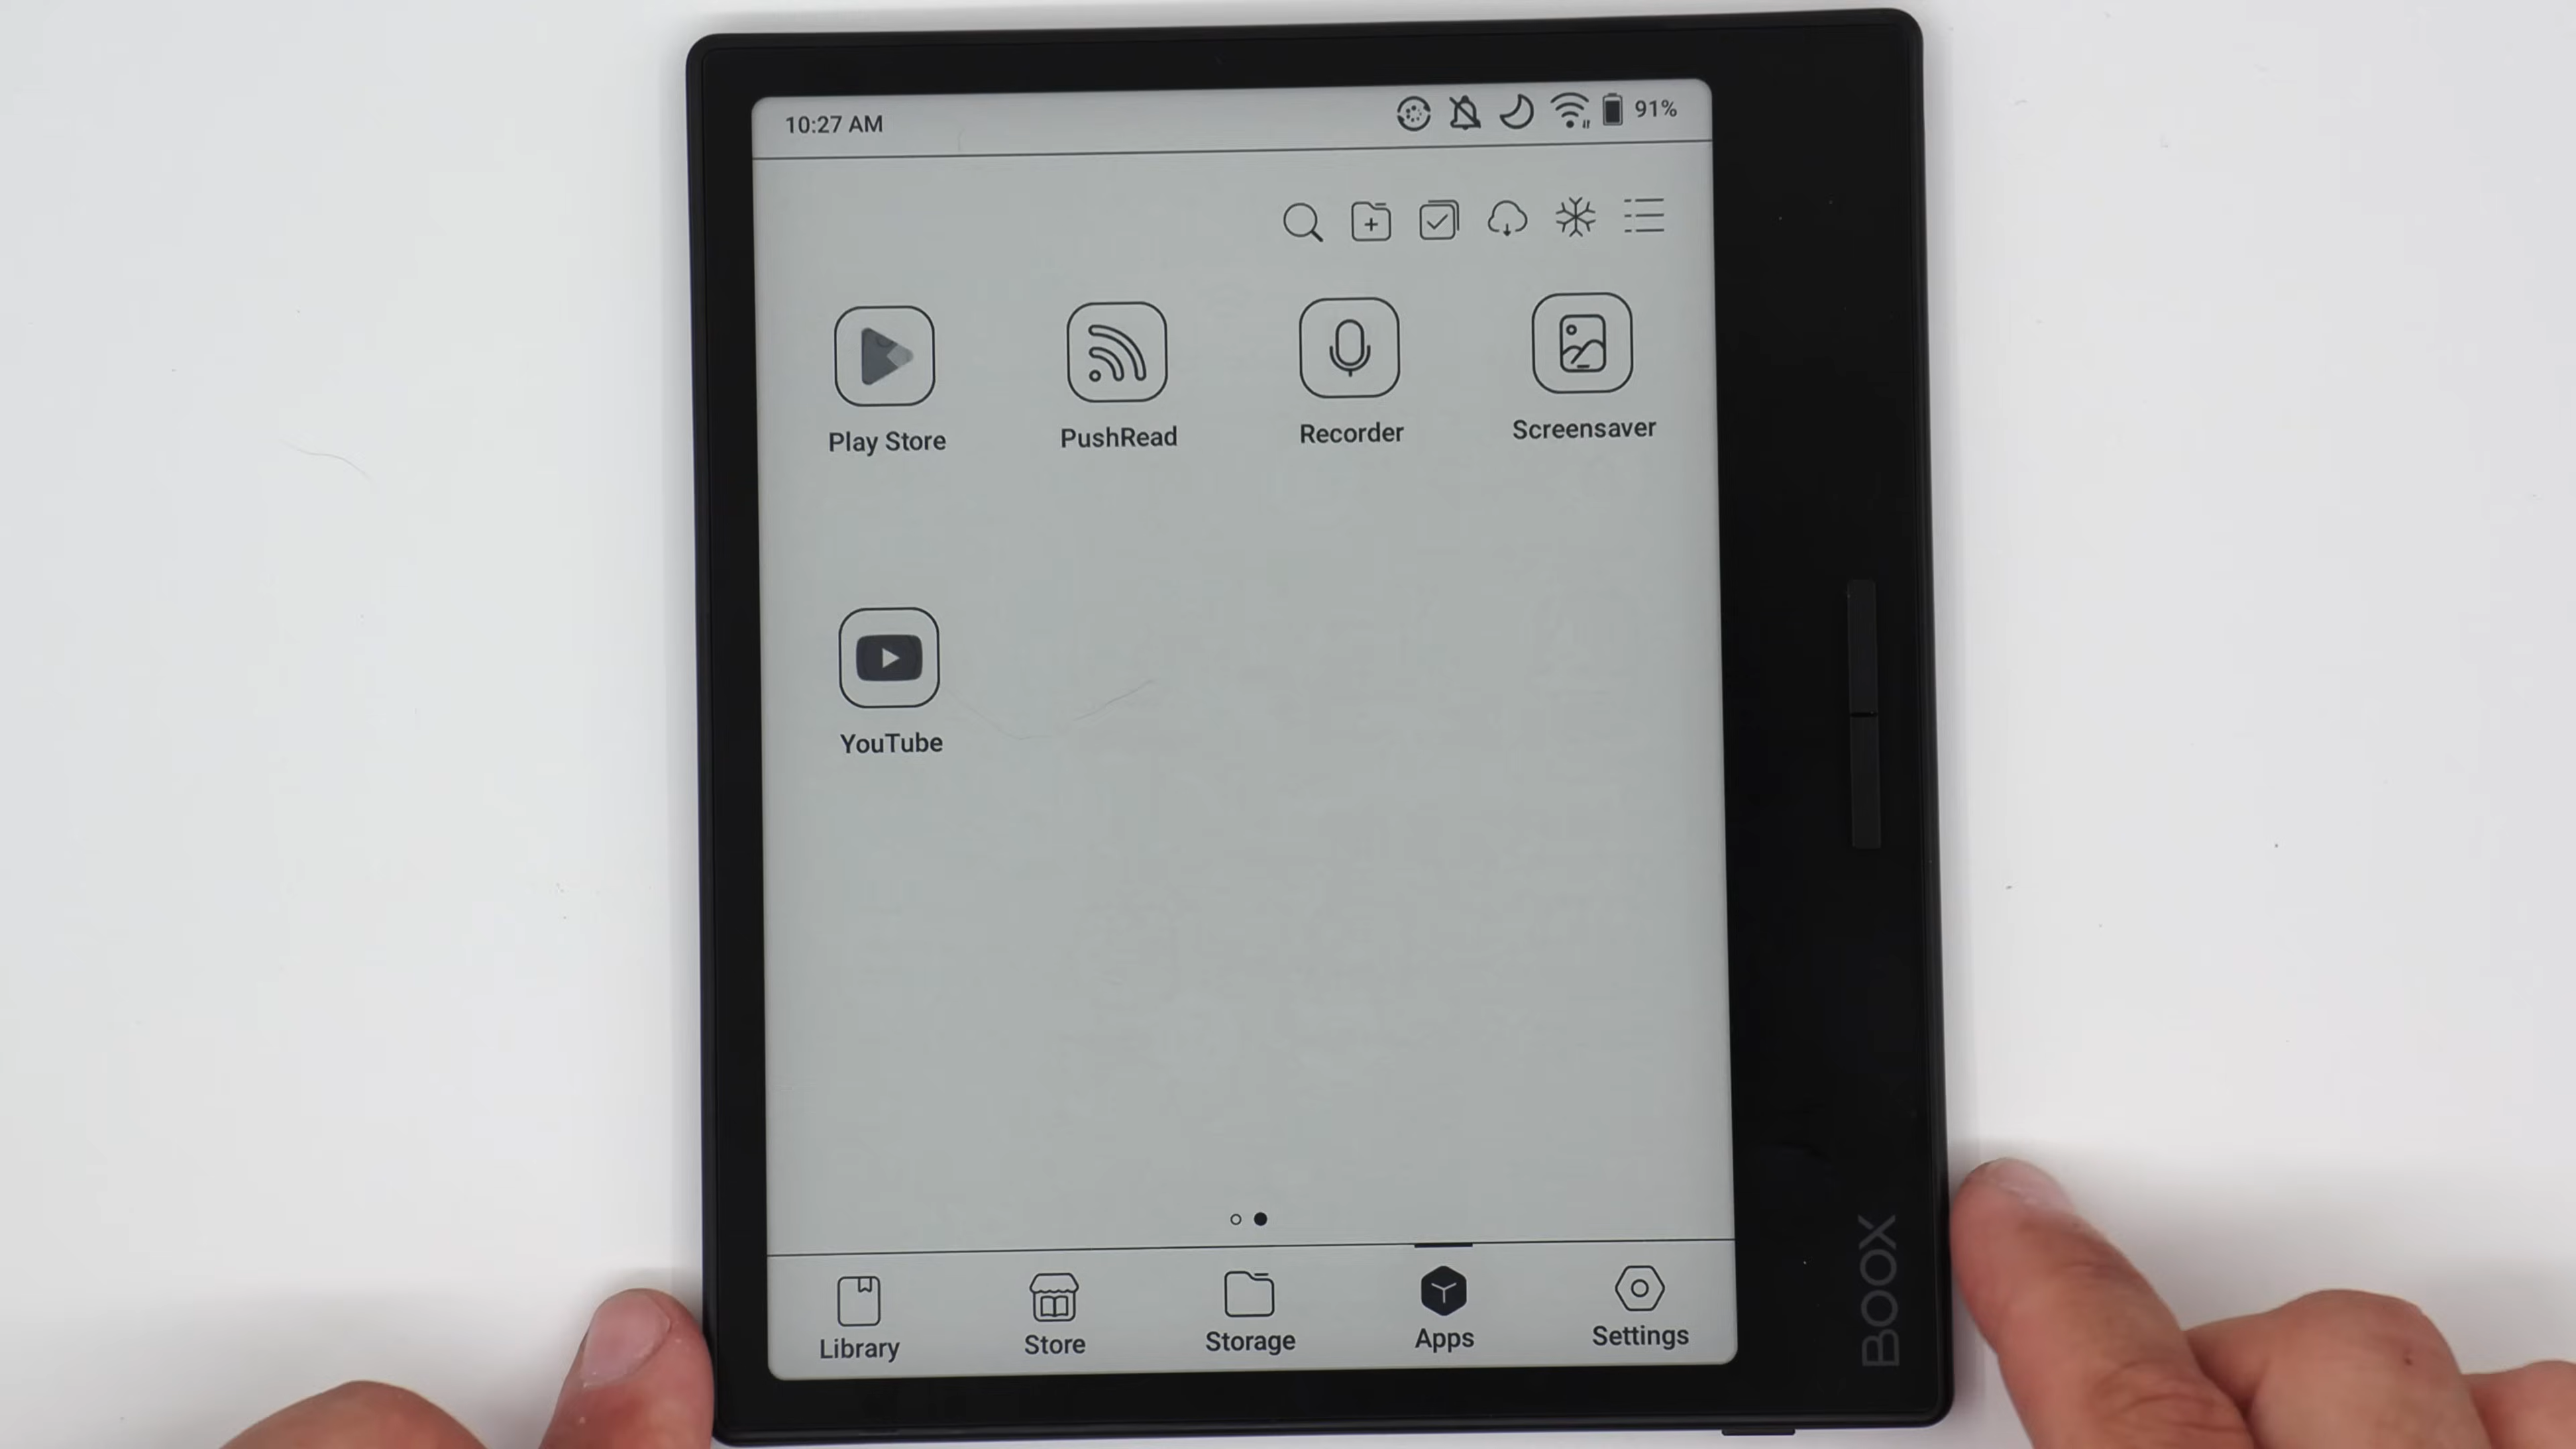 10:27 AM
91%
Play Store
PushRead
Recorder
Screensaver
YouTube
Library
Store
Storage
Apps
Settings
BOOX